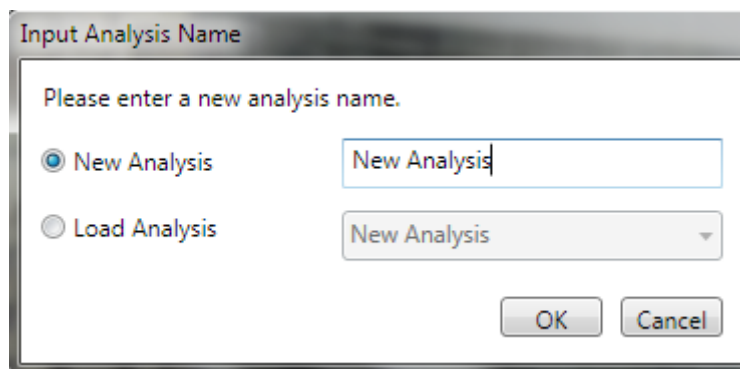 Input Analysis Name
Please enter a new analysis name.
New Analysis New Analysis
Load Analysis New Analysis
OK Cancel